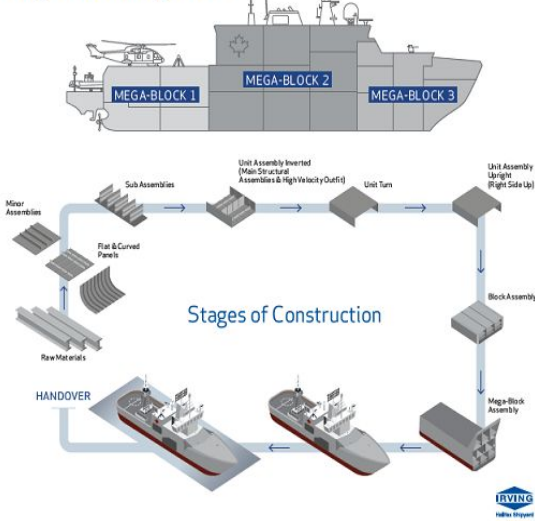 MEGA-BLOCK 1
MEGA-BLOCK 2
MEGA-BLOCK 3
Unit Assembly Inverted
(Main Structural
Assemblies & High Velocity Outfit)
Unit Turn
Unit Assembly
Upright
(Right Side Up)
Sub Assemblies
Minor
Assemblies
Flat & Curved
Panels
Raw Materials
Stages of Construction
Block Assembly
Mega-Block
Assembly
HANDOVER
IRVING
Halifax Shipyard